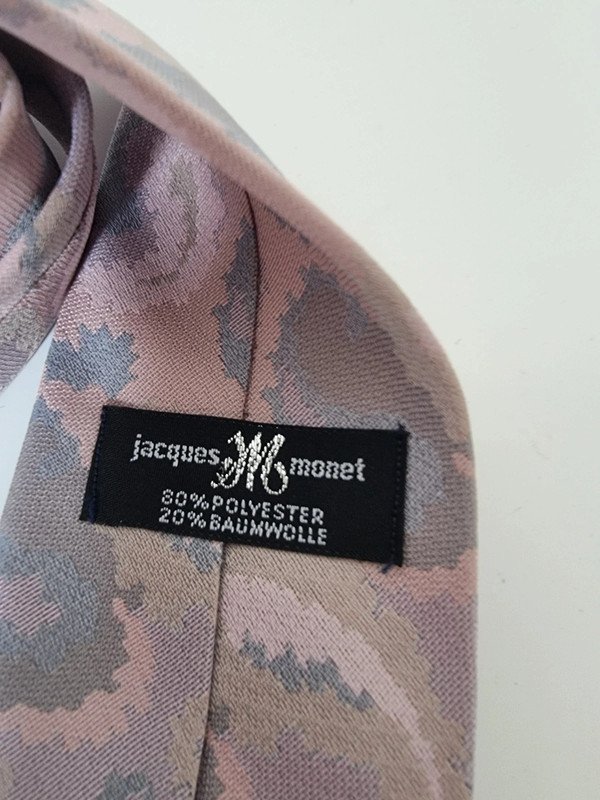 jacques M monet
80% POLYESTER
20% BAUMWOLLE